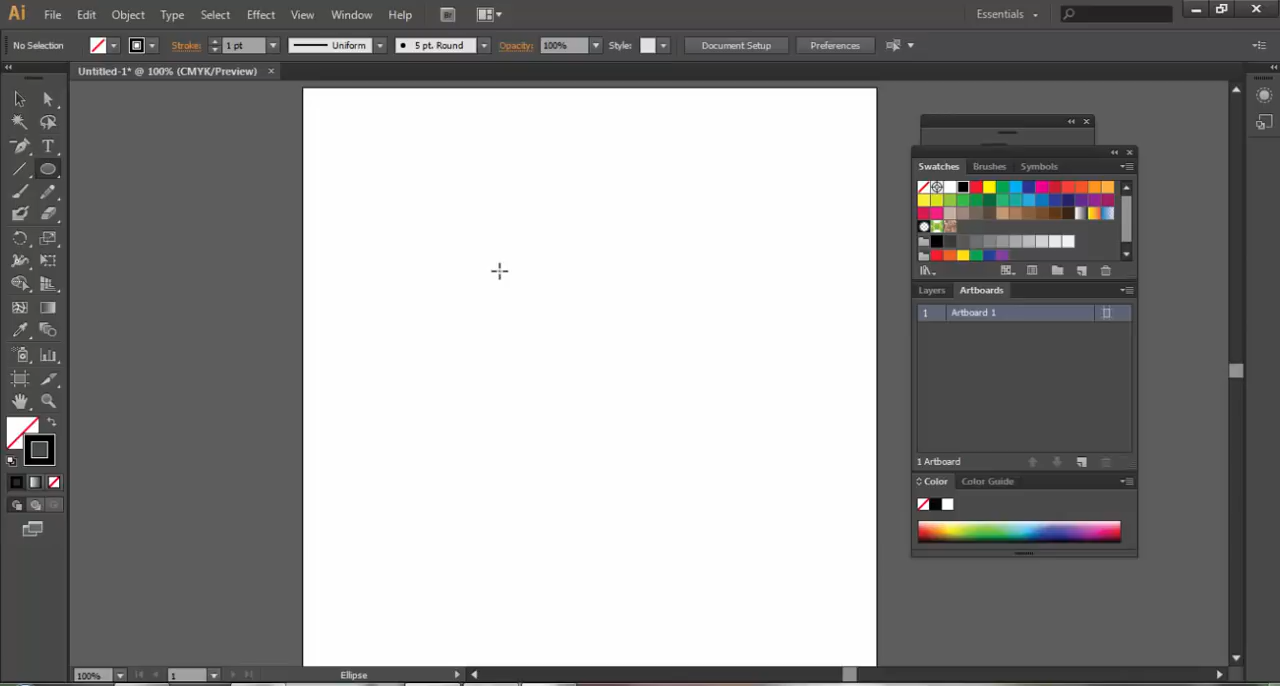 Ai File Edit Object Type Select Effect View Window Help Br Essentials
No Selection Stroke: 1 pt Uniform 5 pt. Round Opacity: 100% Style: Document Setup Preferences
Untitled-1* @ 100% (CMYK/Preview)
Swatches Brushes Symbols
Layers Artboards
1 Artboard 1
1 Artboard
Color Color Guide
100% 1 Ellipse